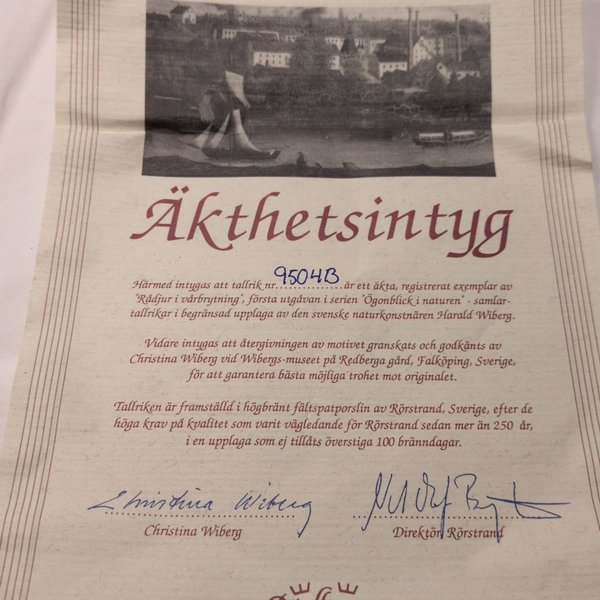 Äkthetsintyg
Härmed intygas att tallrik nr. 9504B är ett äkta, registrerat exemplar av
"Rådjur i vårbrytning", första utgåvan i serien "Ögonblick i naturen" - samlar-
tallrikar i begränsad upplaga av den svenske naturkonstnären Harald Wiberg.
Vidare intygas att återgivningen av motivet granskats och godkänts av
Christina Wiberg vid Wibergs-museet på Redberga gård, Falköping, Sverige,
för att garantera bästa möjliga trohet mot originalet.
Tallriken är framställd i högbränt fältspatporslin av Rörstrand, Sverige, efter de
höga krav på kvalitet som varit vägledande för Rörstrand sedan mer än 250 år,
i en upplaga som ej tillåts överstiga 100 bränndagar.
Christina Wiberg
Christina Wiberg
Direktör, Rörstrand